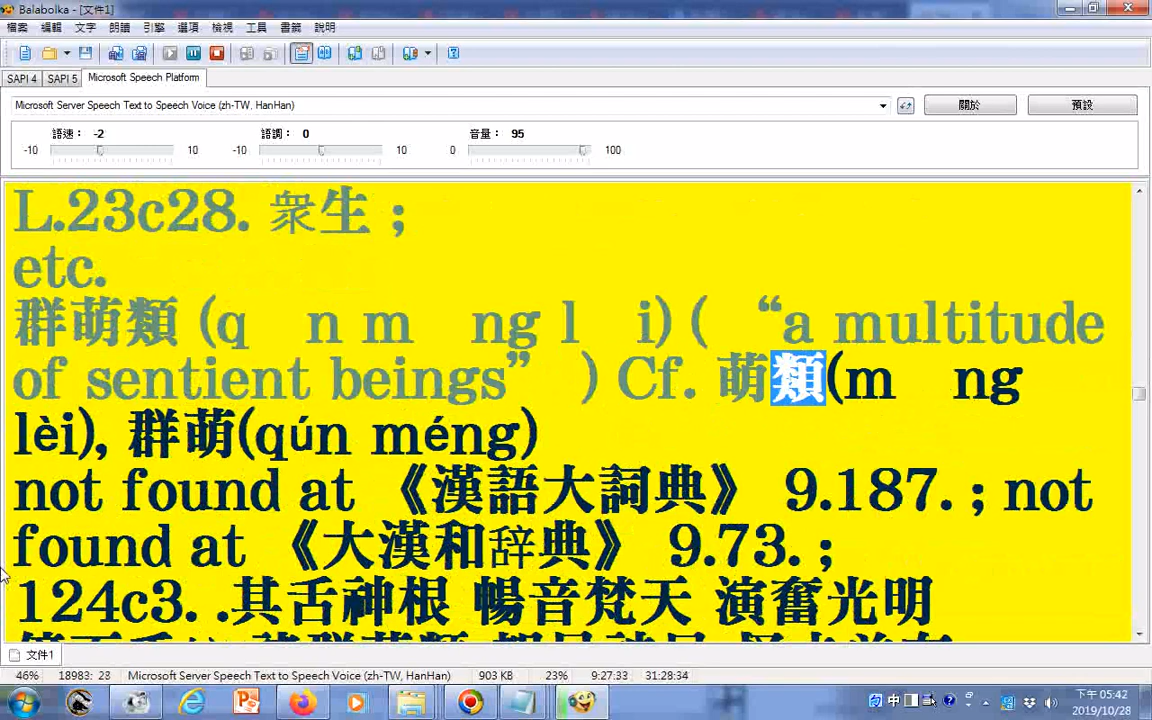 Balabolka - [文件1]
檔案 編輯 文字 朗讀 引擎 選項 檢視 工具 書籤 說明
SAPI 4 SAPI 5 Microsoft Speech Platform
Microsoft Server Speech Text to Speech Voice (zh-TW, HanHan) 關於 預設
語速： -2 語調： 0 音量： 95
-10 10 -10 10 0 100
L.23c28. 衆生；
etc.
群萌類 (q n m ng l i) ( “a multitude
of sentient beings” ) Cf. 萌類(m ng
lèi), 群萌(qún méng)
not found at 《漢語大詞典》 9.187. ; not
found at 《大漢和辞典》 9.73. ;
124c3. .其舌神根 暢音梵天 演奮光明
文件1
46% 18983: 23 Microsoft Server Speech Text to Speech Voice (zh-TW, HanHan) 903 KB 23% 9:27:33 31:28:34
中 下午 05:42
2019/10/28